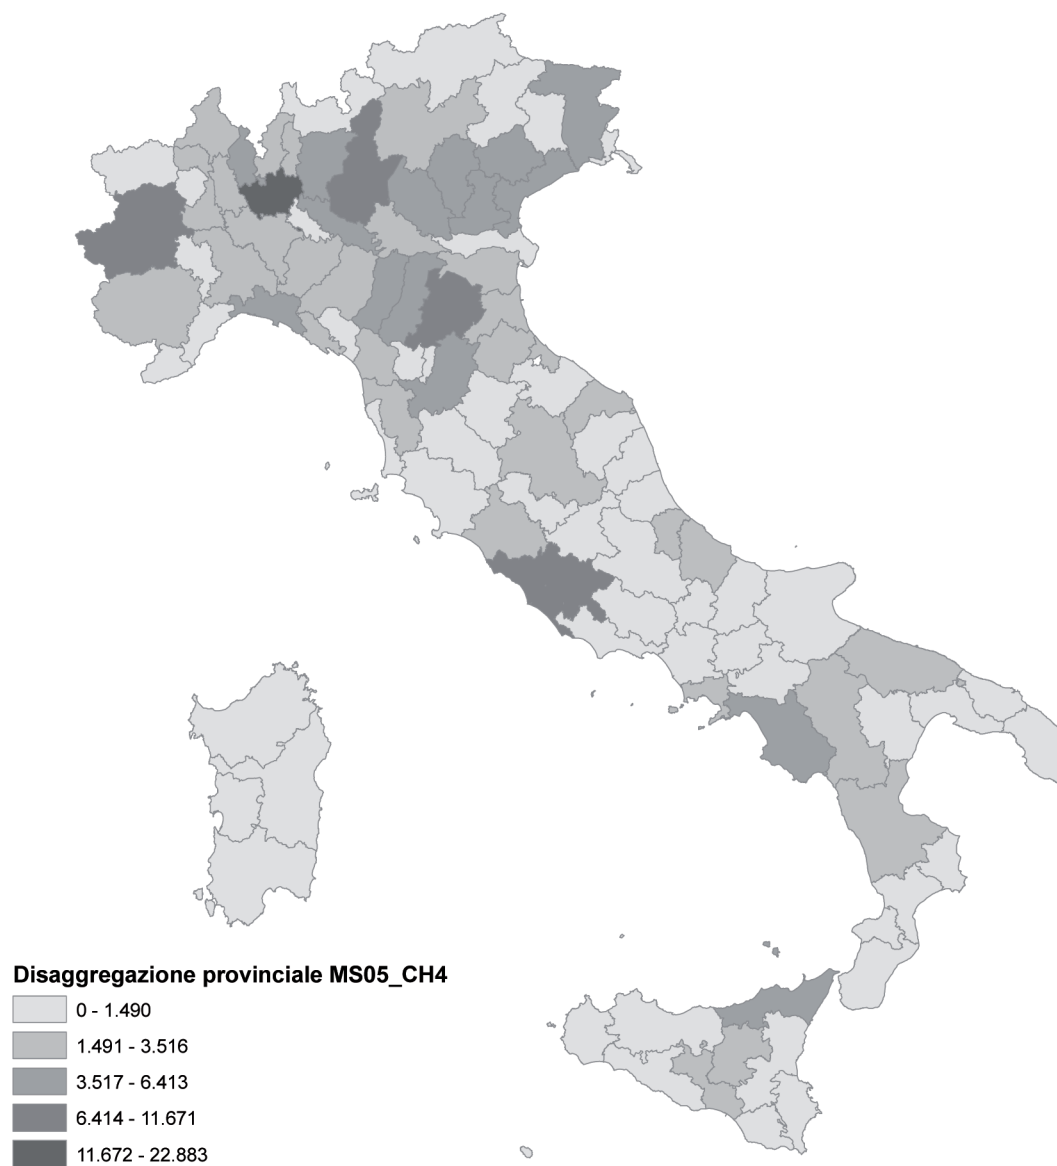 Disaggregazione provinciale MS05_CH4
0 - 1.490
1.491 - 3.516
3.517 - 6.413
6.414 - 11.671
11.672 - 22.883